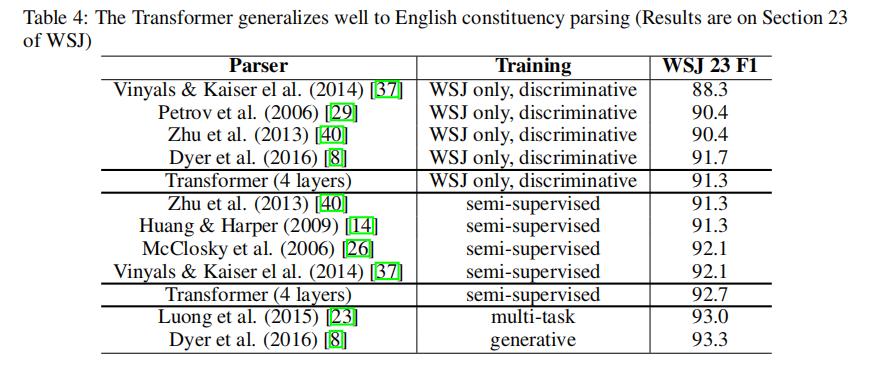 Table 4: The Transformer generalizes well to English constituency parsing (Results are on Section 23
of WSJ)
Parser Training WSJ 23 F1
Vinyals & Kaiser el al. (2014) [37] WSJ only, discriminative 88.3
Petrov et al. (2006) [29] WSJ only, discriminative 90.4
Zhu et al. (2013) [40] WSJ only, discriminative 90.4
Dyer et al. (2016) [8] WSJ only, discriminative 91.7
Transformer (4 layers) WSJ only, discriminative 91.3
Zhu et al. (2013) [40] semi-supervised 91.3
Huang & Harper (2009) [14] semi-supervised 91.3
McClosky et al. (2006) [26] semi-supervised 92.1
Vinyals & Kaiser el al. (2014) [37] semi-supervised 92.1
Transformer (4 layers) semi-supervised 92.7
Luong et al. (2015) [23] multi-task 93.0
Dyer et al. (2016) [8] generative 93.3